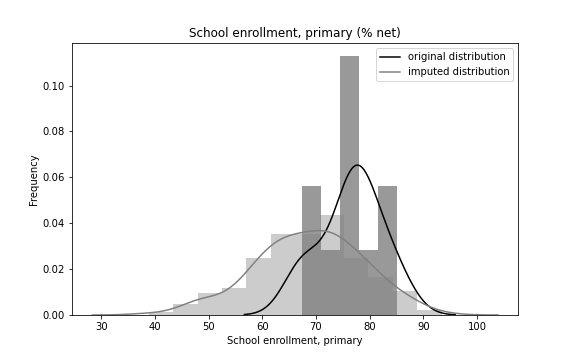 School enrollment, primary (% net)
original distribution
imputed distribution
0.10
0.08
0.06
0.04
0.02
0.00
Frequency
30 40 50 60 70 80 90 100
School enrollment, primary